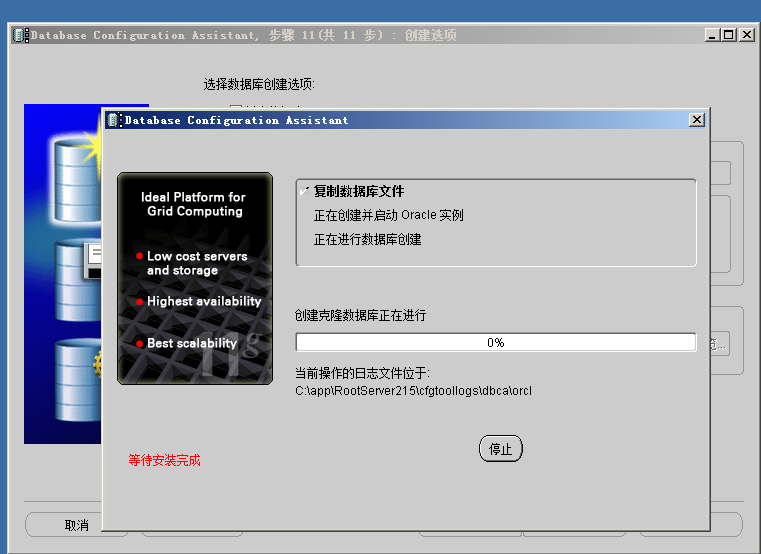 Database Configuration Assistant, 步骤 11(共 11 步) : 创建选项
选择数据库创建选项:
Database Configuration Assistant
Ideal Platform for
Grid Computing
Low cost servers
and storage
Highest availability
Best scalability
11g
复制数据库文件
正在创建并启动 Oracle 实例
正在进行数据库创建
创建克隆数据库正在进行
0%
当前操作的日志文件位于:
C:\app\RootServer215\cfgtoollogs\dbca\orcl
等待安装完成
停止
取消